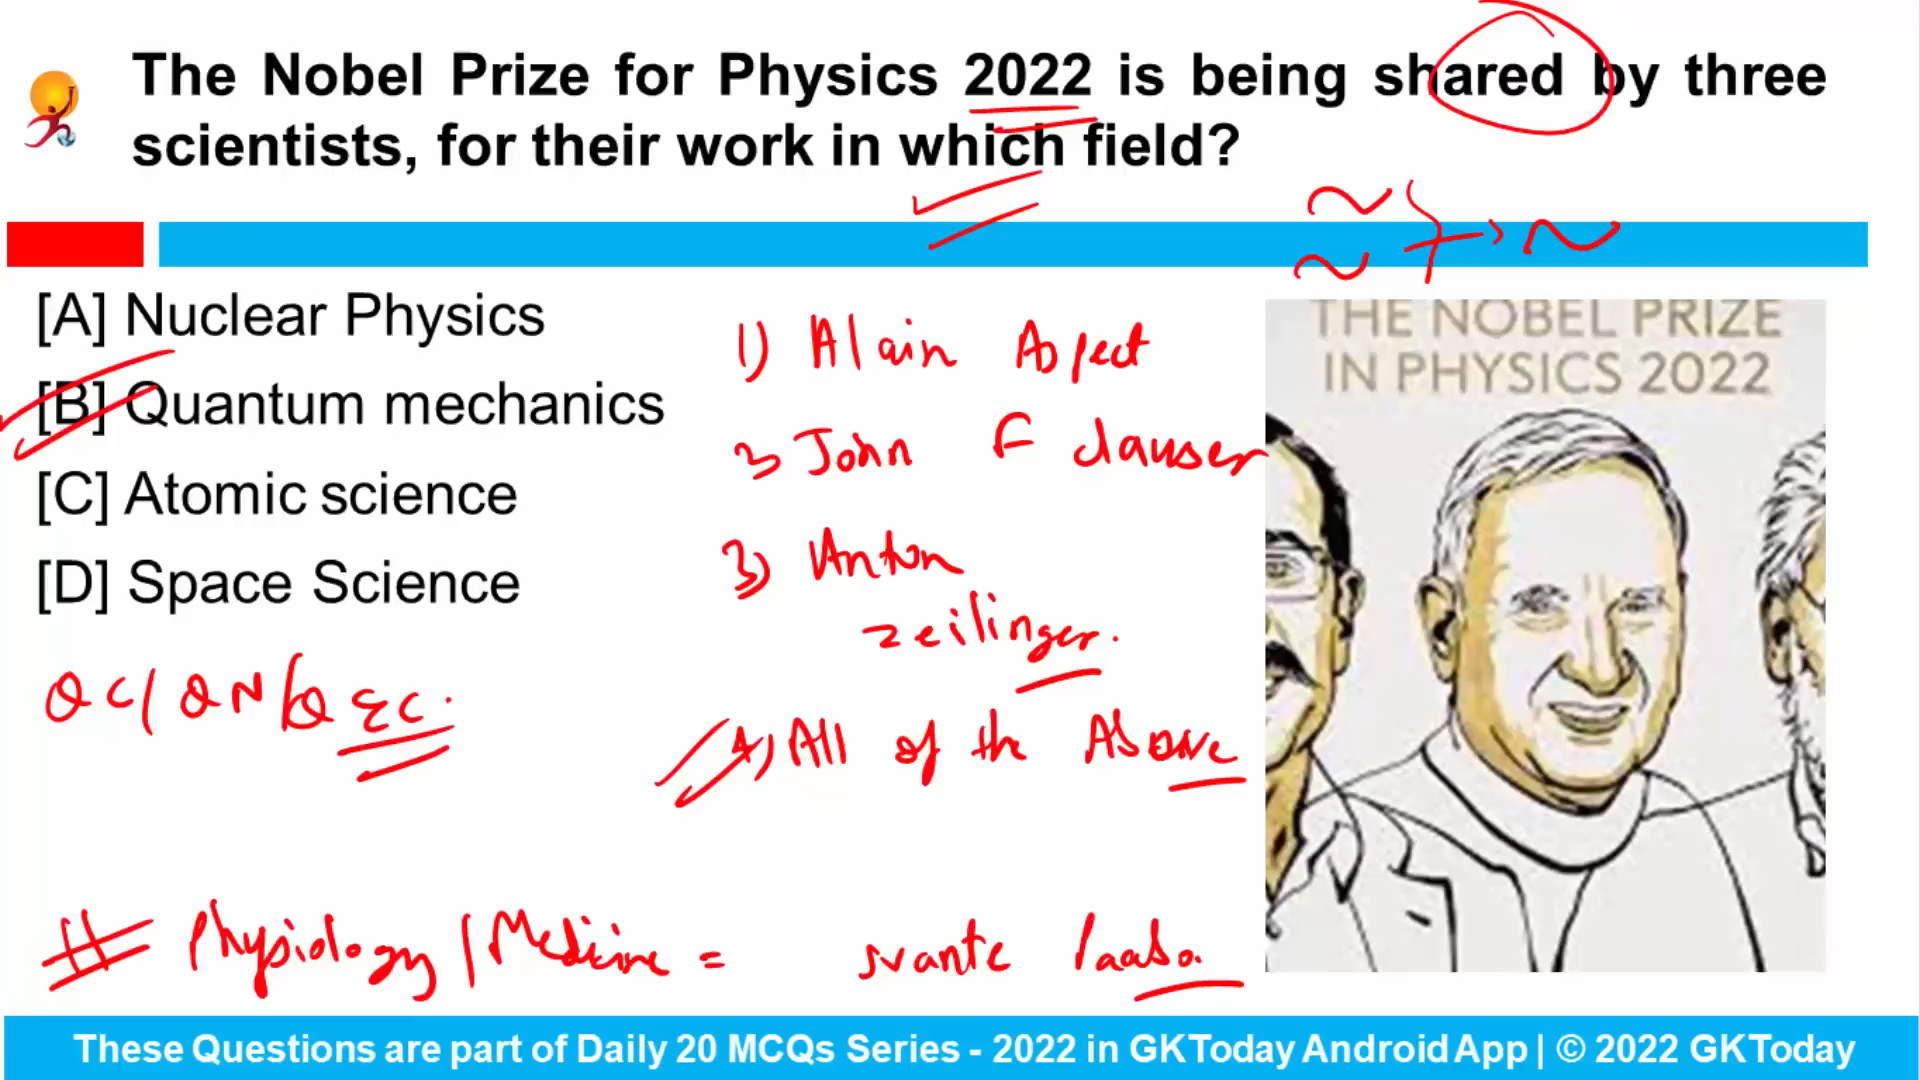 The Nobel Prize for Physics 2022 is being shared by three
scientists, for their work in which field?
[A] Nuclear Physics
[B] Quantum mechanics
[C] Atomic science
[D] Space Science
1) Alain Aspect
John F Clauser
3) Anton
Zeilinger.
4) All of the Above
THE NOBEL PRIZE
IN PHYSICS 2022
QC/QN/Q
# Physiology/Medicine = svante
These Questions are part of Daily 20 MCQs Series - 2022 in GKToday Android App | © 2022 GKToday